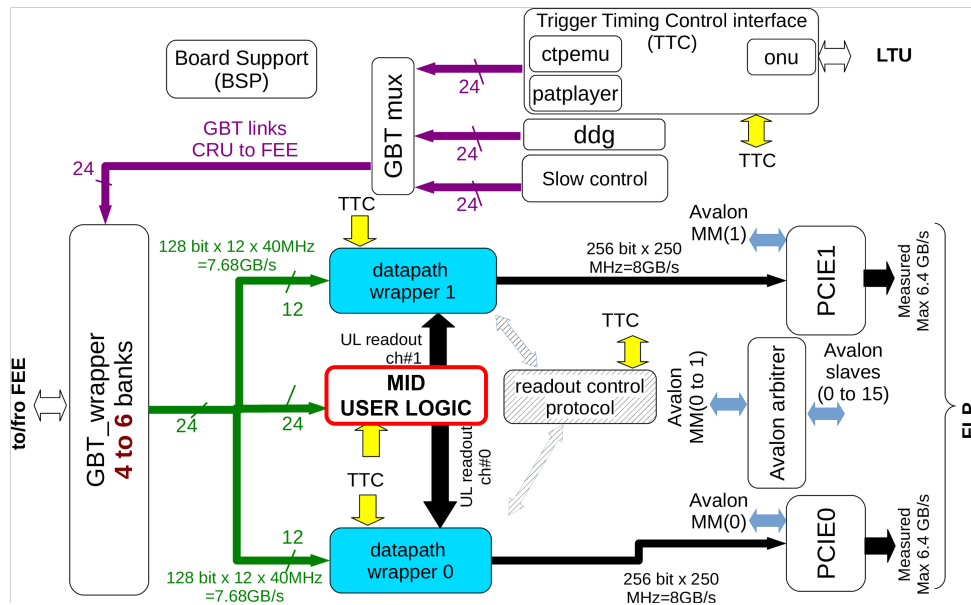 Trigger Timing Control interface
(TTC)
ctpemu
patplayer
onu
LTU
Board Support
(BSP)
GBT mux
24
ddg
24
Slow control
24
TTC
GBT links
CRU to FEE
24
TTC
Avalon
MM(1)
128 bit x 12 x 40MHz
=7.68GB/s
12
datapath
wrapper 1
256 bit x 250
MHz=8GB/s
PCIE1
Measured
Max 6.4 GB/s
UL readout
ch#1
TTC
to/fro FEE
GBT_wrapper
4 to 6 banks
24
24
MID
USER LOGIC
readout control
protocol
Avalon
MM(0 to 1)
Avalon arbitrer
Avalon
slaves
(0 to 15)
UL readout
ch#0
TTC
12
128 bit x 12 x 40MHz
=7.68GB/s
datapath
wrapper 0
256 bit x 250
MHz=8GB/s
Avalon
MM(0)
PCIE0
Measured
Max 6.4 GB/s